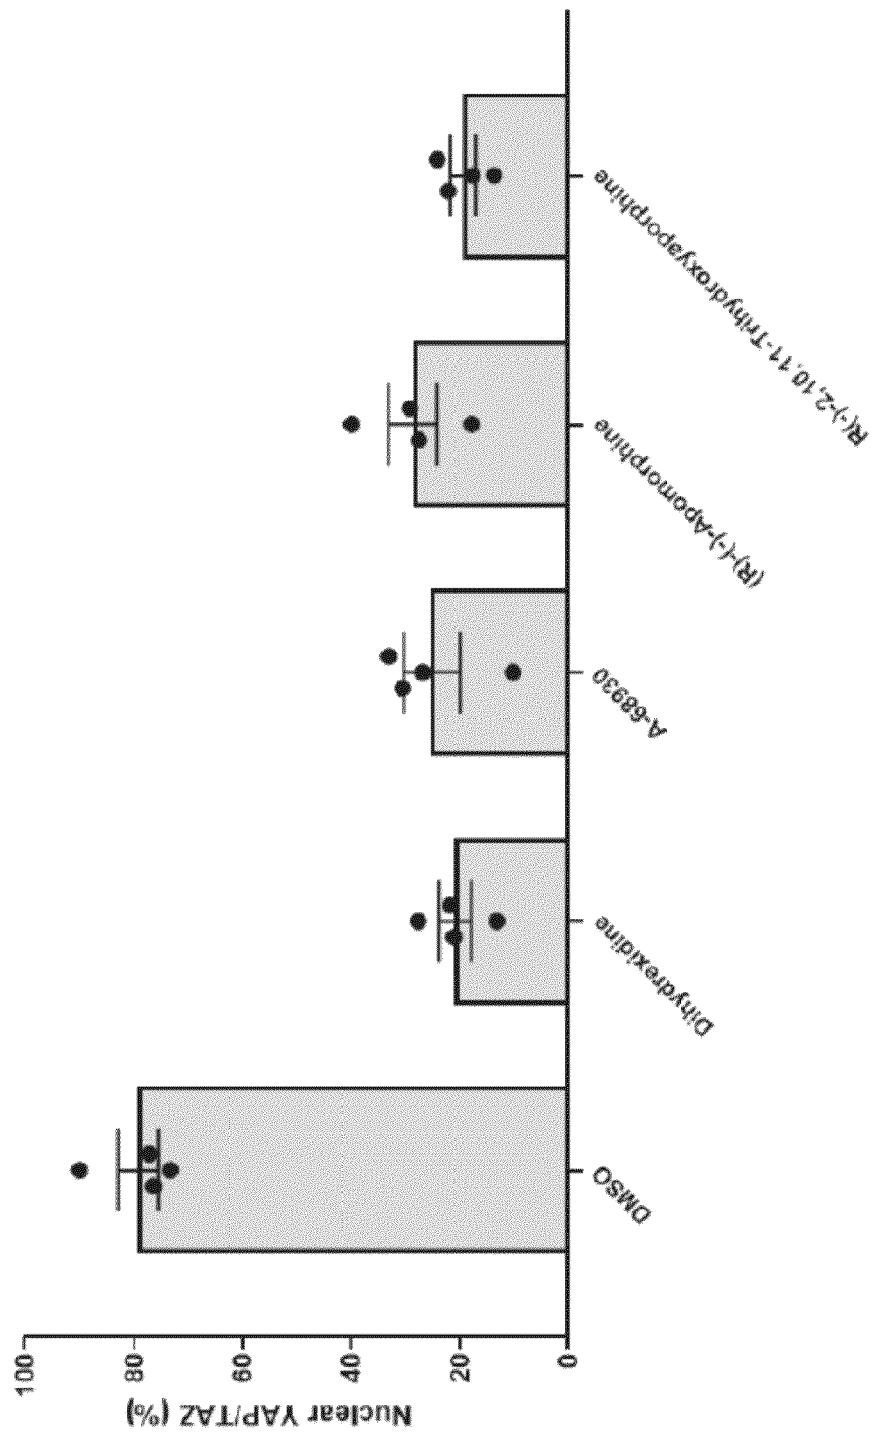 Nuclear YAP/TAZ (%)
100
80
60
40
20
0
DMSO
Dihydrexidine
A-68930
(R)-(-)-Apomorphine
R(-)-2,10,11-Trihydroxyaporphine